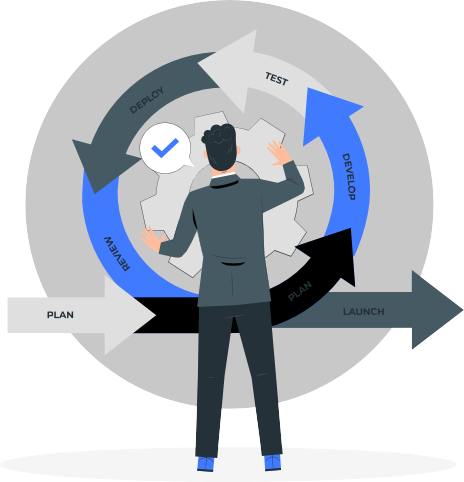 TEST
DEPLOY
DEVELOP
REVIEW
PLAN
PLAN
LAUNCH